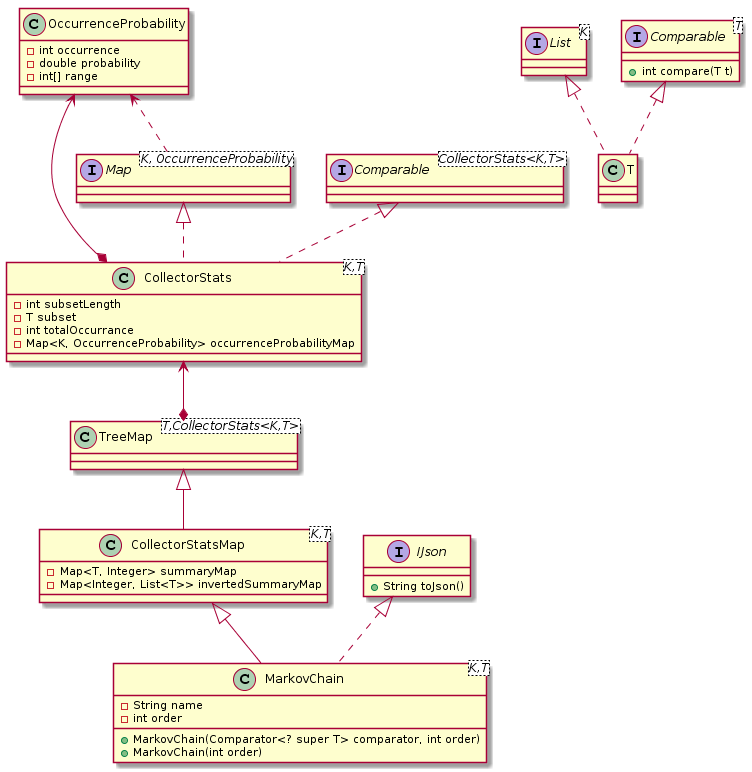 C OccurrenceProbability
int occurrence
double probability
int[] range
I List K
I Comparable T
int compare(T t)
I Map K, OccurrenceProbability
I Comparable CollectorStats<K,T>
C T
C CollectorStats K,T
int subsetLength
T subset
int totalOccurrance
Map<K, OccurrenceProbability> occurrenceProbabilityMap
C TreeMap T,CollectorStats<K,T>
C CollectorStatsMap K,T
Map<T, Integer> summaryMap
Map<Integer, List<T>> invertedSummaryMap
I IJson
String toJson()
C MarkovChain K,T
String name
int order
MarkovChain(Comparator<? super T> comparator, int order)
MarkovChain(int order)